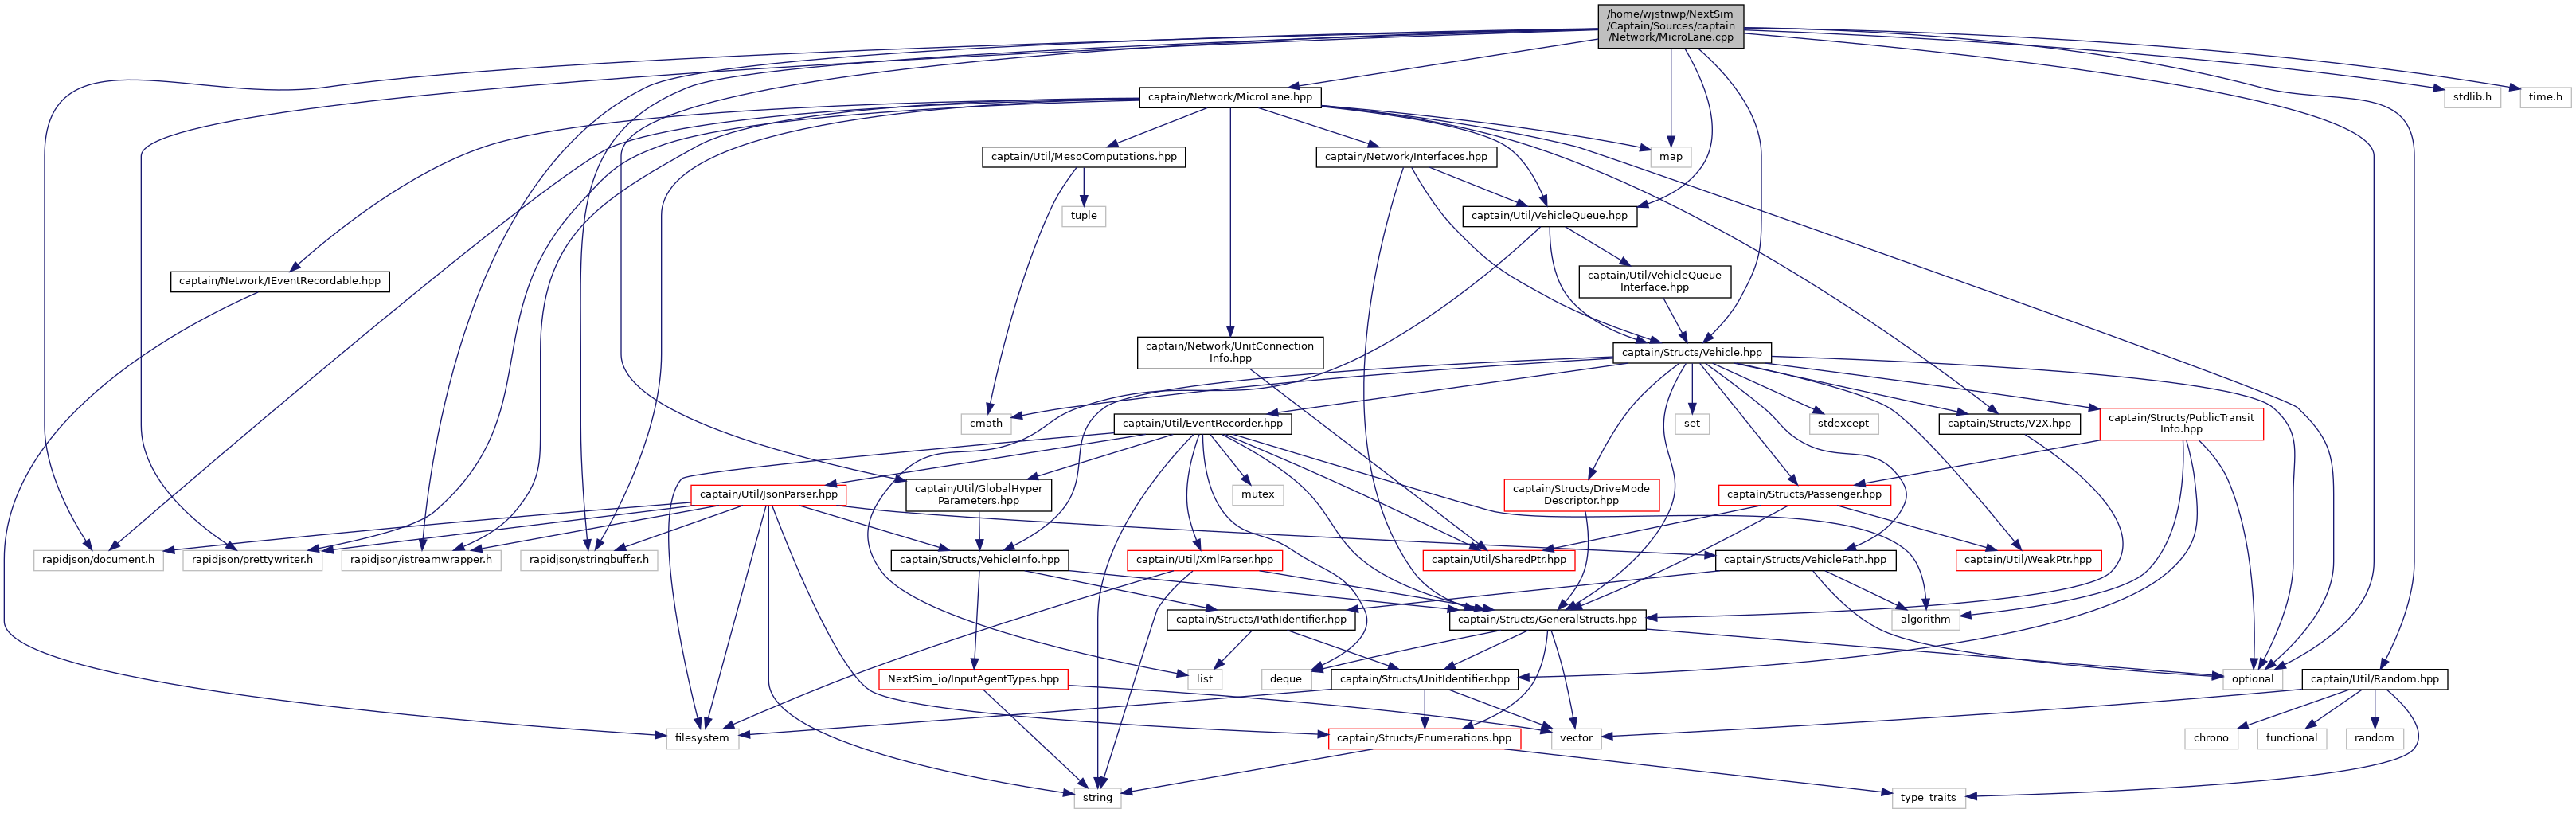 /home/wjstnwp/NextSim
/Captain/Sources/captain
/Network/MicroLane.cpp
captain/Network/MicroLane.hpp
stdlib.h
time.h
captain/Util/MesoComputations.hpp
captain/Network/Interfaces.hpp
map
tuple
captain/Util/VehicleQueue.hpp
captain/Network/IEventRecordable.hpp
captain/Util/VehicleQueue
Interface.hpp
captain/Network/UnitConnection
Info.hpp
captain/Structs/Vehicle.hpp
cmath
captain/Util/EventRecorder.hpp
set
stdexcept
captain/Structs/V2X.hpp
captain/Structs/PublicTransit
Info.hpp
captain/Util/JsonParser.hpp
captain/Util/GlobalHyper
Parameters.hpp
mutex
captain/Structs/DriveMode
Descriptor.hpp
captain/Structs/Passenger.hpp
rapidjson/document.h
rapidjson/prettywriter.h
rapidjson/istreamwrapper.h
rapidjson/stringbuffer.h
captain/Structs/VehicleInfo.hpp
captain/Util/XmlParser.hpp
captain/Util/SharedPtr.hpp
captain/Structs/VehiclePath.hpp
captain/Util/WeakPtr.hpp
captain/Structs/PathIdentifier.hpp
captain/Structs/GeneralStructs.hpp
algorithm
NextSim_io/InputAgentTypes.hpp
list
deque
captain/Structs/UnitIdentifier.hpp
optional
captain/Util/Random.hpp
filesystem
captain/Structs/Enumerations.hpp
vector
chrono
functional
random
string
type_traits